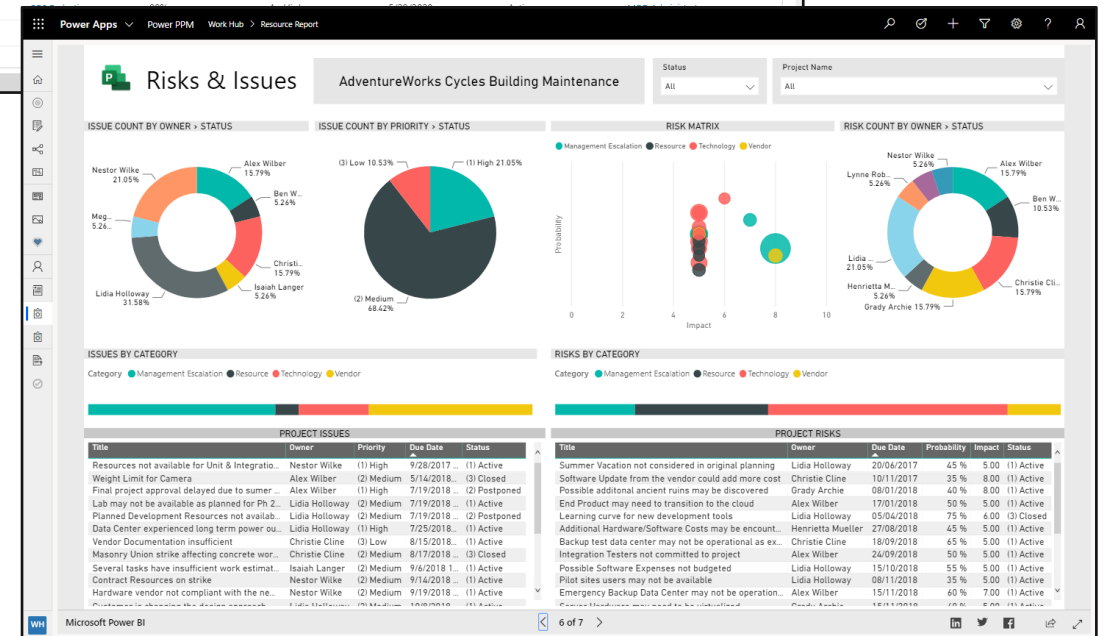 Power Apps Power PPM Work Hub > Resource Report
Risks & Issues
AdventureWorks Cycles Building Maintenance
Status
All
Project Name
All
ISSUE COUNT BY OWNER > STATUS
Nestor Wilke
21.05%
Alex Wilber
15.79%
Ben W...
5.26%
Meg...
5.26...
Christi...
15.79%
Isaiah Langer
5.26%
Lidia Holloway
31.58%
ISSUE COUNT BY PRIORITY > STATUS
(3) Low 10.53%
(1) High 21.05%
(2) Medium
68.42%
RISK MATRIX
Management Escalation Resource Technology Vendor
Probability
0 2 4 6 8 10
Impact
RISK COUNT BY OWNER > STATUS
Nestor Wilke
5.26%
Alex Wilber
15.79%
Lynne Rob...
5.26%
Ben W...
10.53%
Lidia ...
21.05%
Henrietta M...
5.26%
Christie Cli...
15.79%
Grady Archie 15.79%
ISSUES BY CATEGORY
Category Management Escalation Resource Technology Vendor
RISKS BY CATEGORY
Category Management Escalation Resource Technology Vendor
PROJECT ISSUES
Title Owner Priority Due Date Status
Resources not available for Unit & Integratio... Nestor Wilke (1) High 9/28/2017 ... (1) Active
Weight Limit for Camera Alex Wilber (2) Medium 5/14/2018... (3) Closed
Final project approval delayed due to sumer ... Alex Wilber (1) High 7/19/2018 ... (2) Postponed
Lab may not be available as planned for Ph 2... Lidia Holloway (2) Medium 7/19/2018 ... (1) Active
Planned Development Resources not availab... Lidia Holloway (2) Medium 7/19/2018 ... (2) Postponed
Data Center experienced long term power ou... Lidia Holloway (1) High 7/25/2018... (1) Active
Vendor Documentation insufficient Christie Cline (3) Low 8/15/2018... (1) Active
Masonry Union strike affecting concrete wor... Christie Cline (2) Medium 8/17/2018 ... (3) Closed
Several tasks have insufficient work estimat... Isaiah Langer (2) Medium 9/6/2018 1... (1) Active
Contract Resources on strike Nestor Wilke (2) Medium 9/14/2018 ... (1) Active
Hardware vendor not compliant with the ne... Nestor Wilke (2) Medium 9/19/2018 ... (1) Active
PROJECT RISKS
Title Owner Due Date Probability Impact Status
Summer Vacation not considered in original planning Lidia Holloway 20/06/2017 45 % 5.00 (1) Active
Software Update from the vendor could add more cost Christie Cline 10/11/2017 35 % 8.00 (1) Active
Possible additonal ancient ruins may be discovered Grady Archie 08/01/2018 40 % 8.00 (1) Active
End Product may need to transition to the cloud Alex Wilber 17/01/2018 50 % 5.00 (1) Active
Learning curve for new development tools Lidia Holloway 05/04/2018 75 % 6.00 (3) Closed
Additional Hardware/Software Costs may be encount... Henrietta Mueller 27/08/2018 45 % 5.00 (1) Active
Backup test data center may not be operational as ex... Christie Cline 18/09/2018 65 % 5.00 (1) Active
Integration Testers not committed to project Alex Wilber 24/09/2018 50 % 5.00 (1) Active
Possible Software Expenses not budgeted Lidia Holloway 15/10/2018 55 % 5.00 (1) Active
Pilot sites users may not be available Lidia Holloway 08/11/2018 35 % 5.00 (1) Active
Emergency Backup Data Center may not be operation... Alex Wilber 15/11/2018 60 % 7.00 (1) Active
WH Microsoft Power BI 6 of 7